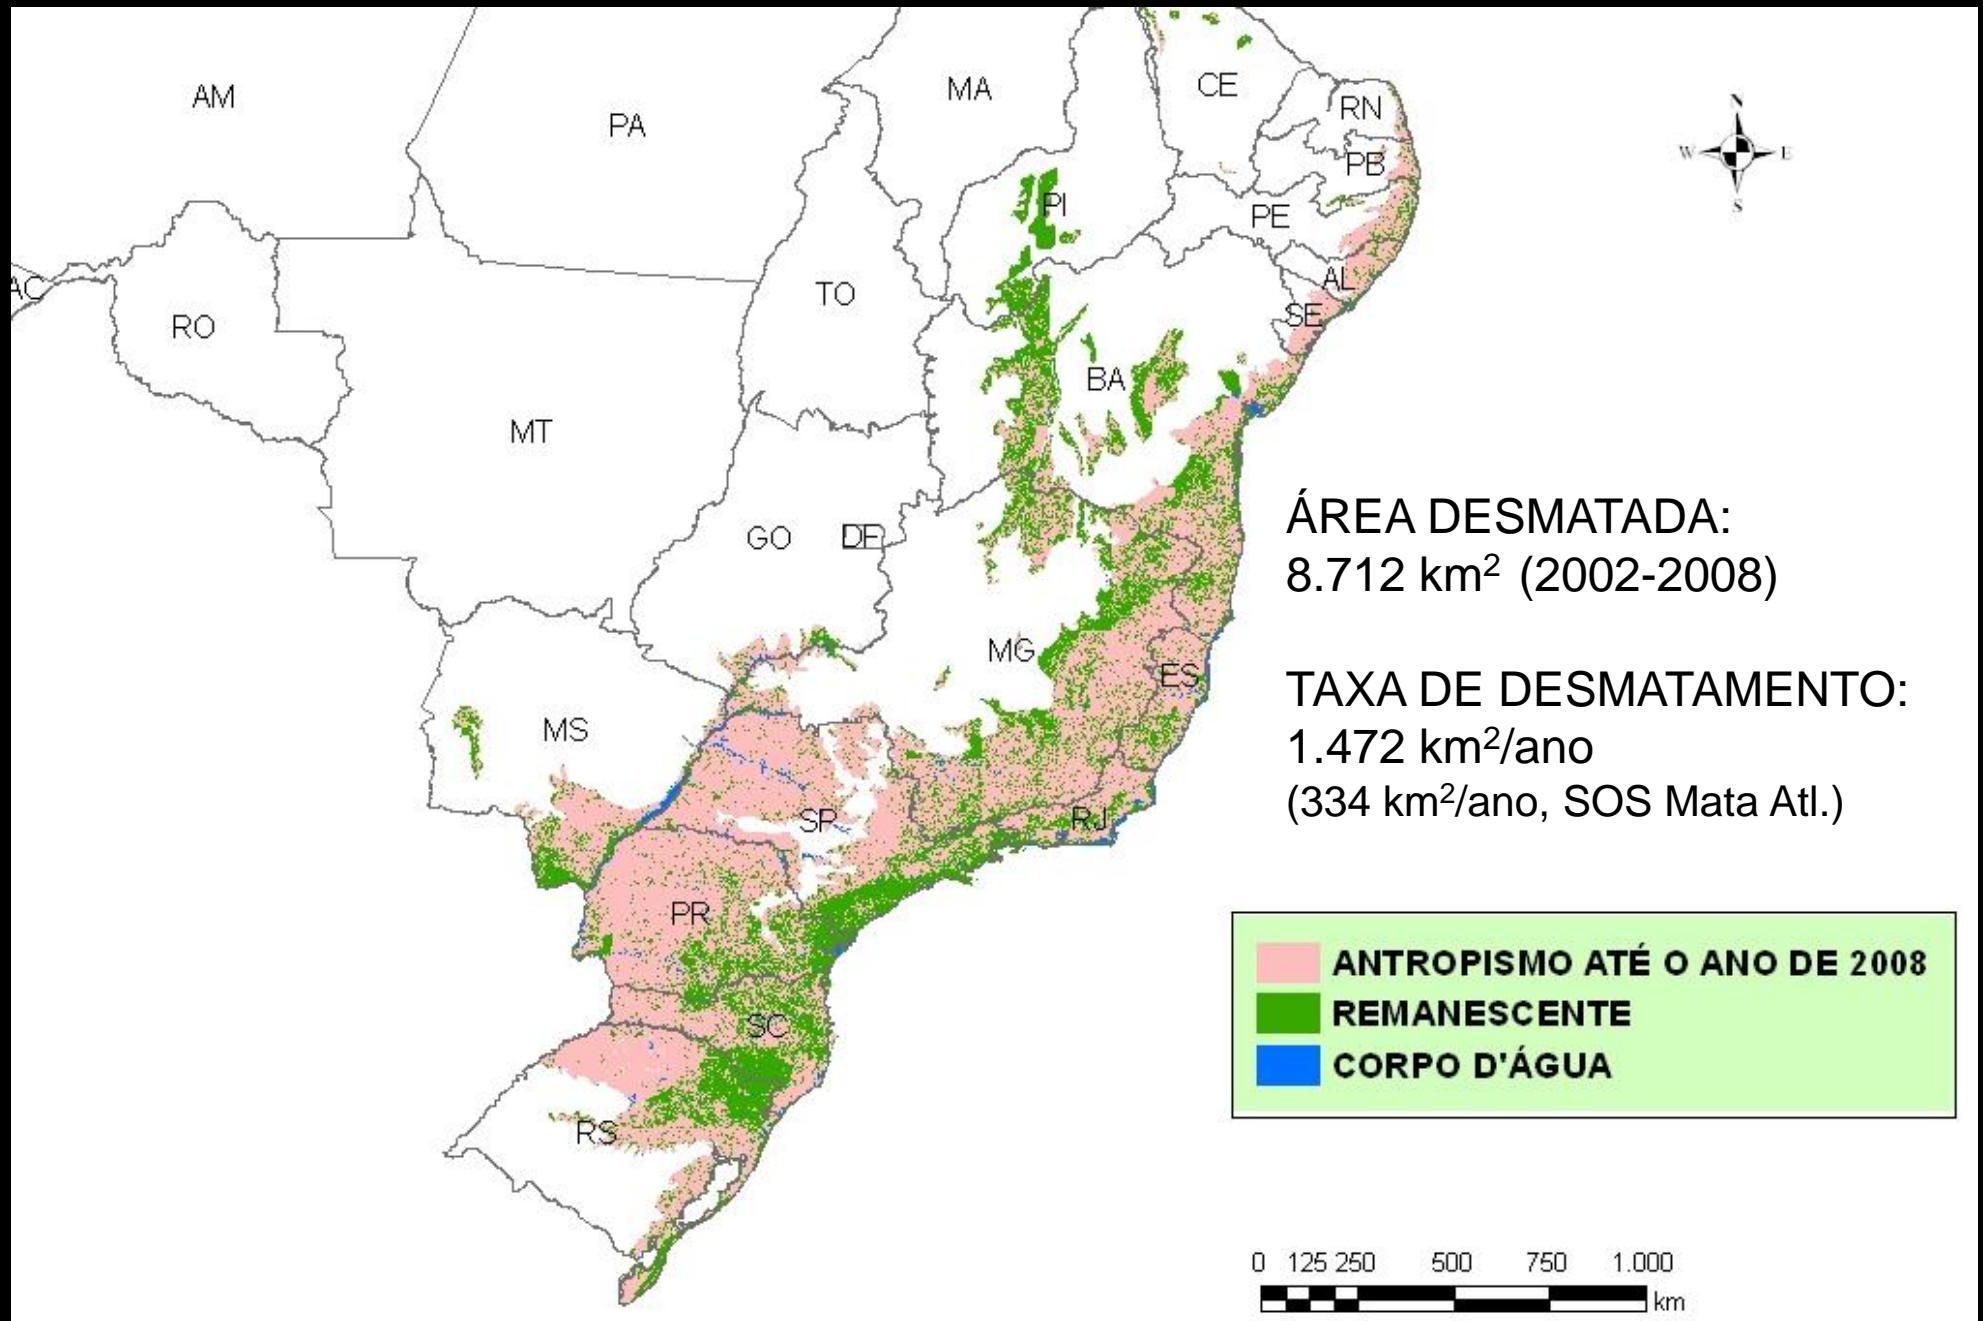 AM
PA
MA
CE
RN
PB
PI
PE
AL
SE
AC
RO
TO
BA
MT
GO
DF
MG
ES
MS
SP
RJ
PR
SC
RS
N
W
E
S
ÁREA DESMATADA:
8.712 km² (2002-2008)
TAXA DE DESMATAMENTO:
1.472 km²/ano
(334 km²/ano, SOS Mata Atl.)
ANTROPISMO ATÉ O ANO DE 2008
REMANESCENTE
CORPO D'ÁGUA
0 125 250 500 750 1.000
km